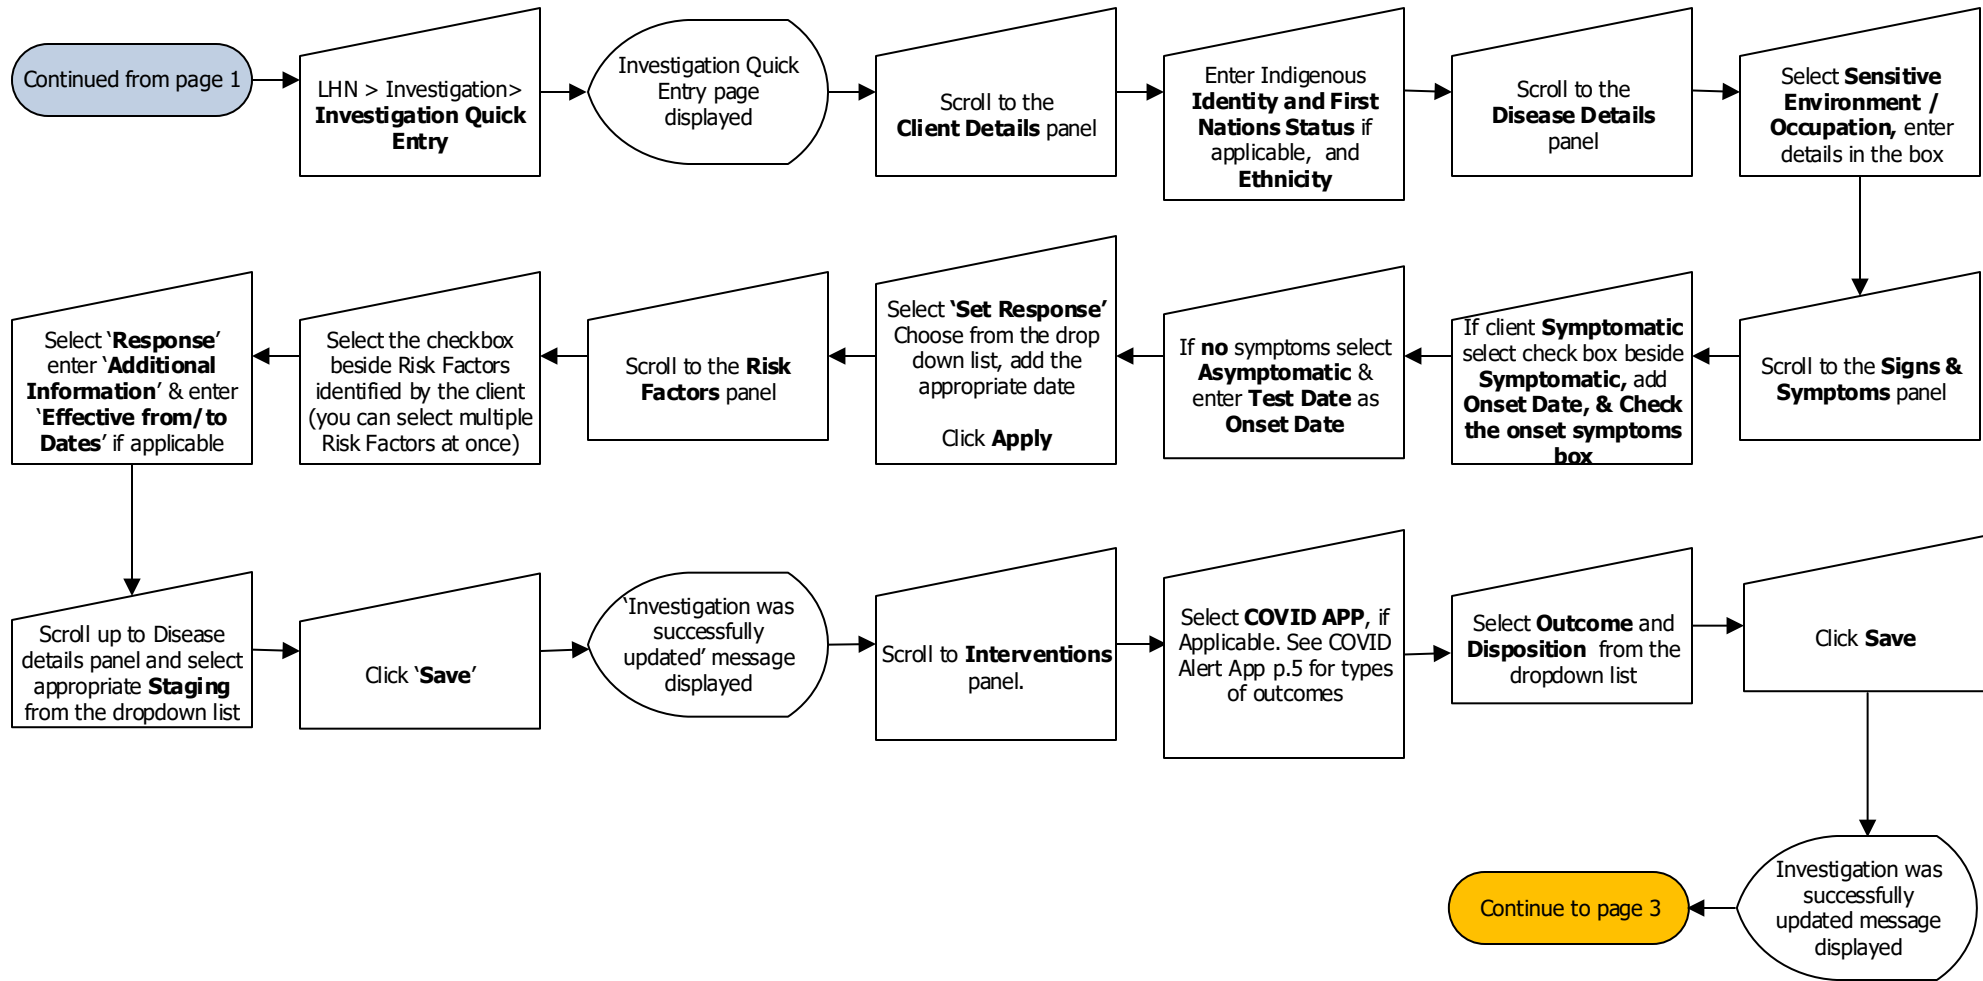 Continued from page 1
LHN > Investigation>
Investigation Quick
Entry
Investigation Quick
Entry page
displayed
Scroll to the
Client Details panel
Enter Indigenous
Identity and First
Nations Status if
applicable, and
Ethnicity
Scroll to the
Disease Details
panel
Select Sensitive
Environment /
Occupation, enter
details in the box
Scroll to the Signs &
Symptoms panel
If client Symptomatic
select check box beside
Symptomatic, add
Onset Date, & Check
the onset symptoms
box
If no symptoms select
Asymptomatic &
enter Test Date as
Onset Date
Select ‘Set Response’
Choose from the drop
down list, add the
appropriate date
Click Apply
Scroll to the Risk
Factors panel
Select the checkbox
beside Risk Factors
identified by the client
(you can select multiple
Risk Factors at once)
Select ‘Response’
enter ‘Additional
Information’ & enter
‘Effective from/to
Dates’ if applicable
Scroll up to Disease
details panel and select
appropriate Staging
from the dropdown list
Click ‘Save’
‘Investigation was
successfully
updated’ message
displayed
Scroll to Interventions
panel.
Select COVID APP, if
Applicable. See COVID
Alert App p.5 for types
of outcomes
Select Outcome and
Disposition from the
dropdown list
Click Save
Investigation was
successfully
updated message
displayed
Continue to page 3